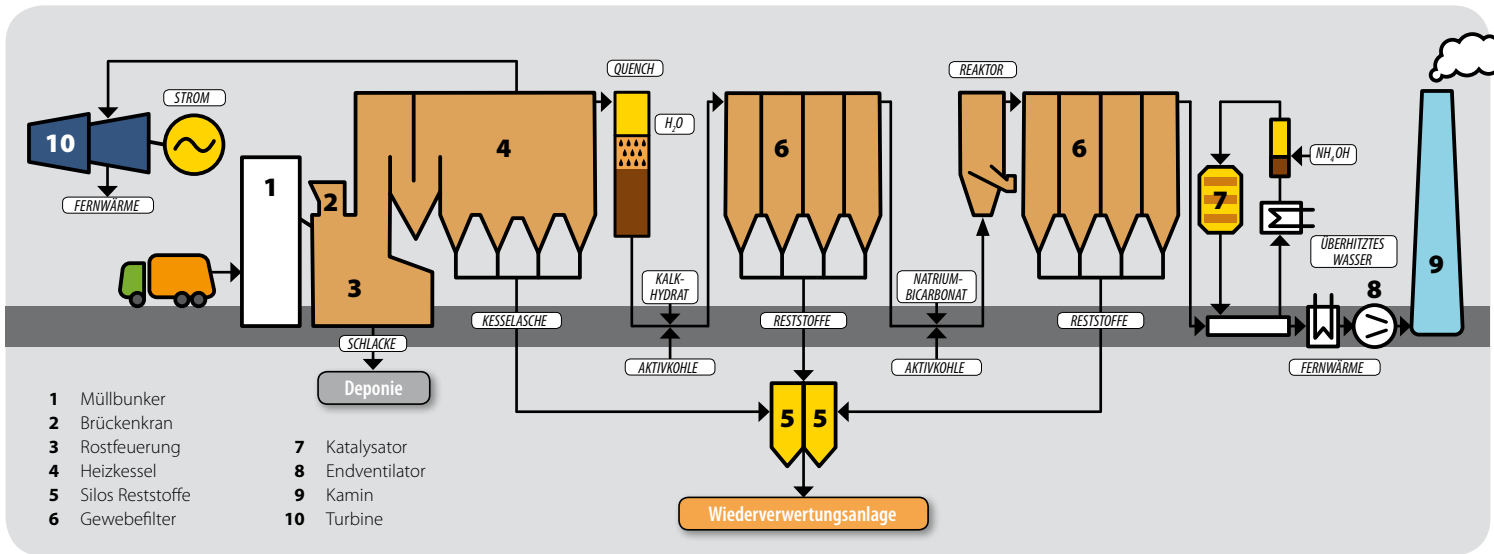 QUENCH
REAKTOR
STROM
H₂O
10
1
4
6
6
NH₄OH
2
7
FERNWÄRME
ÜBERHITZTES
WASSER
3
KALK-
HYDRAT
NATRIUM-
BICARBONAT
9
8
KESSELASCHE
RESTSTOFFE
RESTSTOFFE
SCHLACKE
AKTIVKOHLE
AKTIVKOHLE
FERNWÄRME
Deponie
5 5
1 Müllbunker
2 Brückenkran
3 Rostfeuerung
4 Heizkessel
5 Silos Reststoffe
6 Gewebefilter
7 Katalysator
8 Endventilator
9 Kamin
10 Turbine
Wiederverwertungsanlage